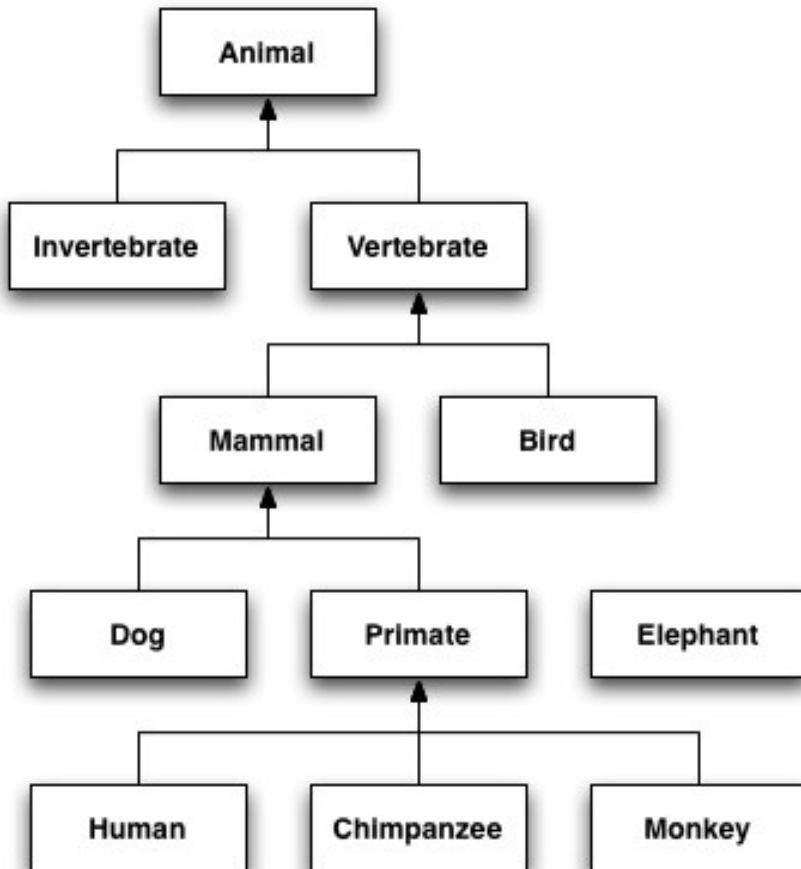 Animal
Invertebrate
Vertebrate
Mammal
Bird
Dog
Primate
Elephant
Human
Chimpanzee
Monkey